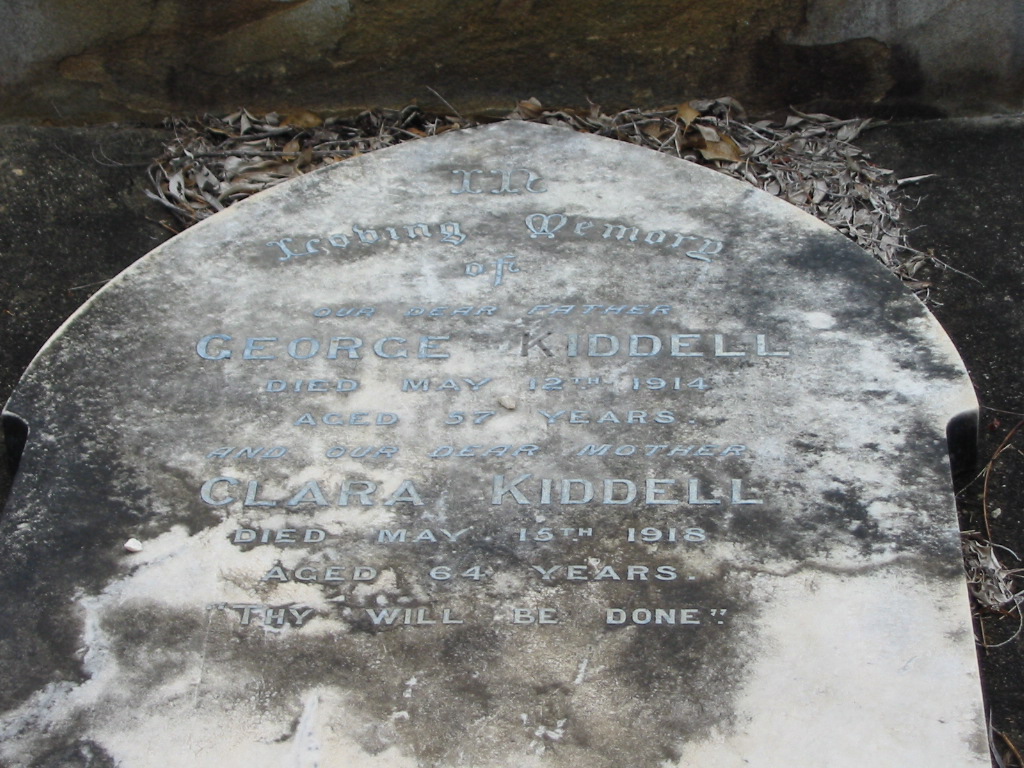 In
Loving Memory
of
OUR DEAR FATHER
GEORGE KIDDELL
DIED MAY 12TH 1914
AGED 57 YEARS
AND OUR DEAR MOTHER
CLARA KIDDELL
DIED MAY 15TH 1918
AGED 64 YEARS.
"THY WILL BE DONE".